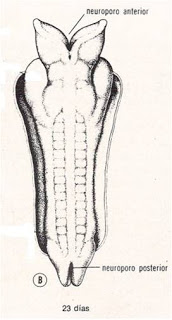 neuroporo anterior
neuroporo posterior
B
23 días